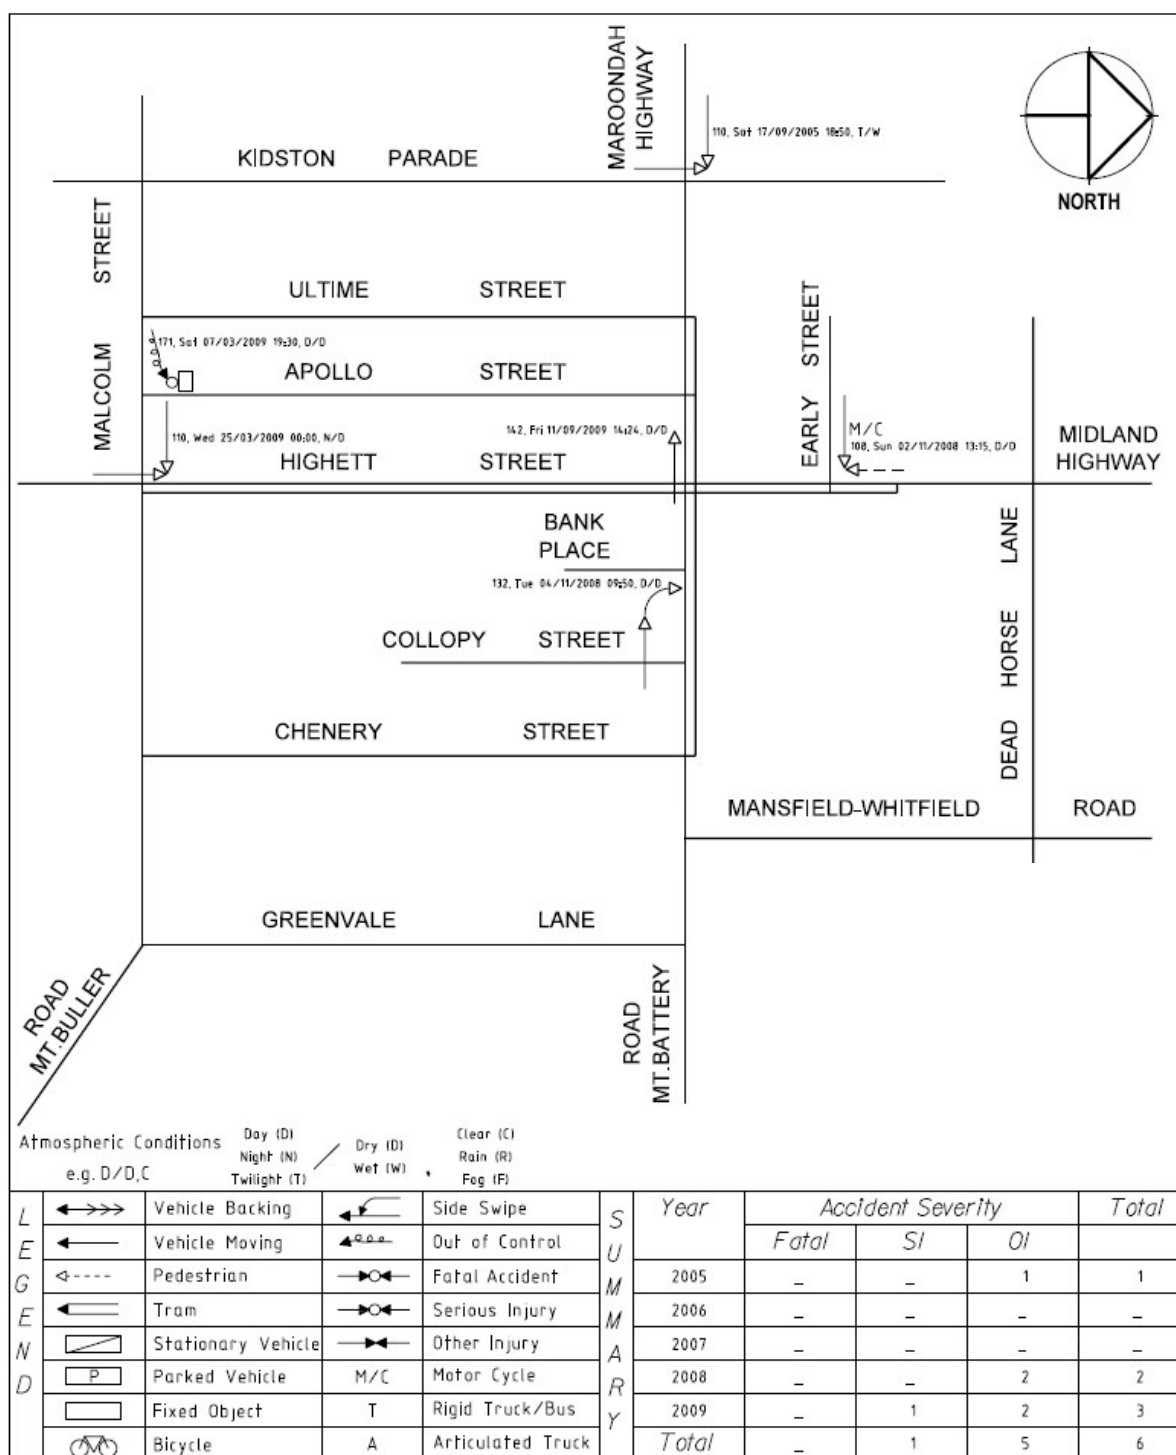 MAROONDAH
HIGHWAY
110, Sat 17/09/2005 18:50, T/W
NORTH
KIDSTON PARADE
MALCOLM STREET
ULTIME STREET
EARLY STREET
171, Sat 07/03/2009 19:30, D/D
APOLLO STREET
110, Wed 25/03/2009 00:00, N/D
142, Fri 11/09/2009 14:24, D/D
M/C
108, Sun 02/11/2008 13:15, D/D
MIDLAND
HIGHWAY
HIGHETT STREET
BANK
PLACE
132, Tue 04/11/2008 09:50, D/D
COLLOPY STREET
DEAD HORSE LANE
CHENERY STREET
MANSFIELD-WHITFIELD ROAD
GREENVALE LANE
ROAD
MT.BULLER
ROAD
MT.BATTERY
Atmospheric Conditions
e.g. D/D,C
Day (D)
Night (N)
Twilight (T)
/
Dry (D)
Wet (W)
,
Clear (C)
Rain (R)
Fog (F)
LEGEND
Vehicle Backing Side Swipe
Vehicle Moving Out of Control
Pedestrian Fatal Accident
Tram Serious Injury
Stationary Vehicle Other Injury
P Parked Vehicle M/C Motor Cycle
Fixed Object T Rigid Truck/Bus
Bicycle A Articulated Truck
SUMMARY
Year Accident Severity Total
Fatal SI OI
2005 – – 1 1
2006 – – – –
2007 – – – –
2008 – – 2 2
2009 – 1 2 3
Total – 1 5 6